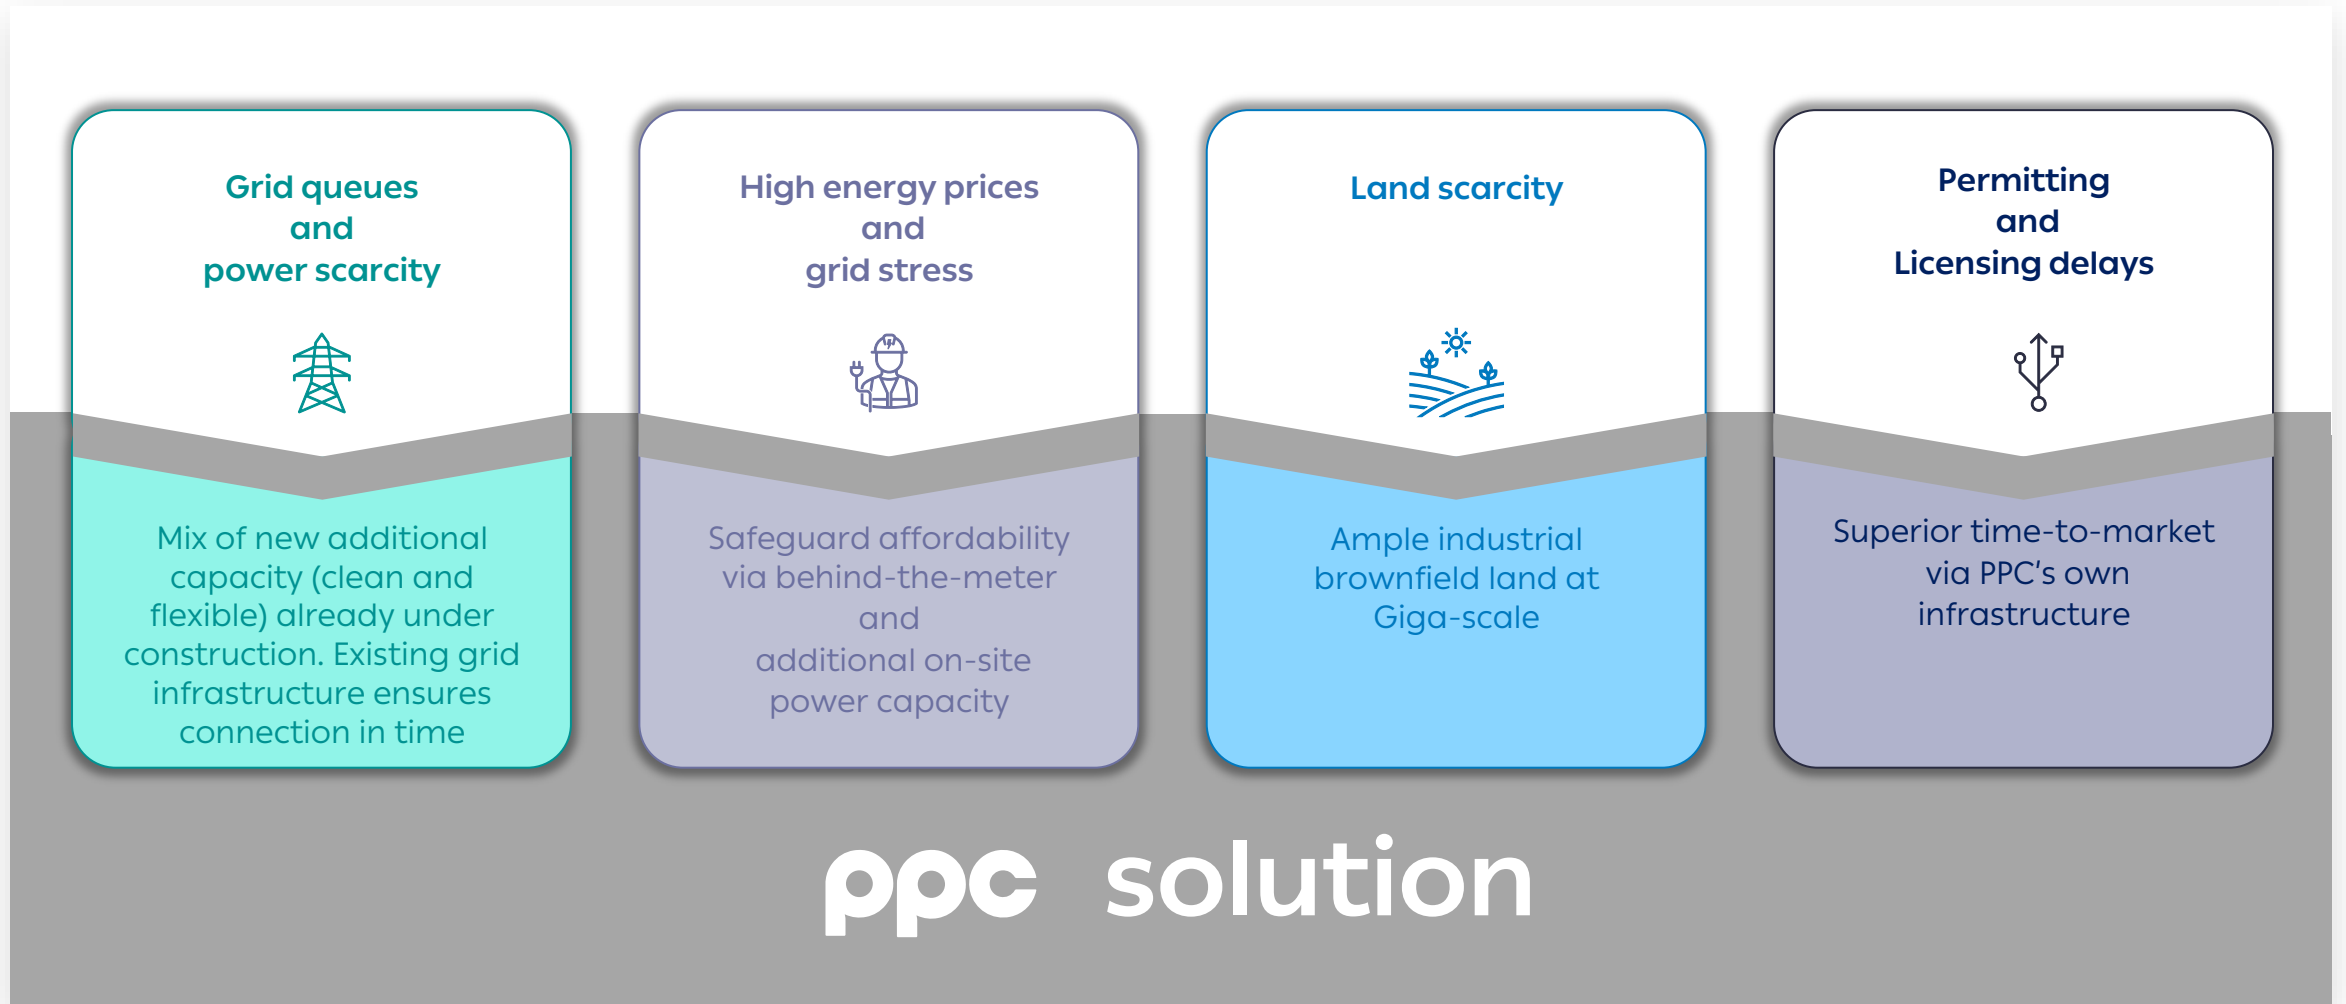 Grid queues
and
power scarcity
High energy prices
and
grid stress
Land scarcity
Permitting
and
Licensing delays
Mix of new additional
capacity (clean and
flexible) already under
construction. Existing grid
infrastructure ensures
connection in time
Safeguard affordability
via behind-the-meter
and
additional on-site
power capacity
Ample industrial
brownfield land at
Giga-scale
Superior time-to-market
via PPC‘s own
infrastructure
ppc solution